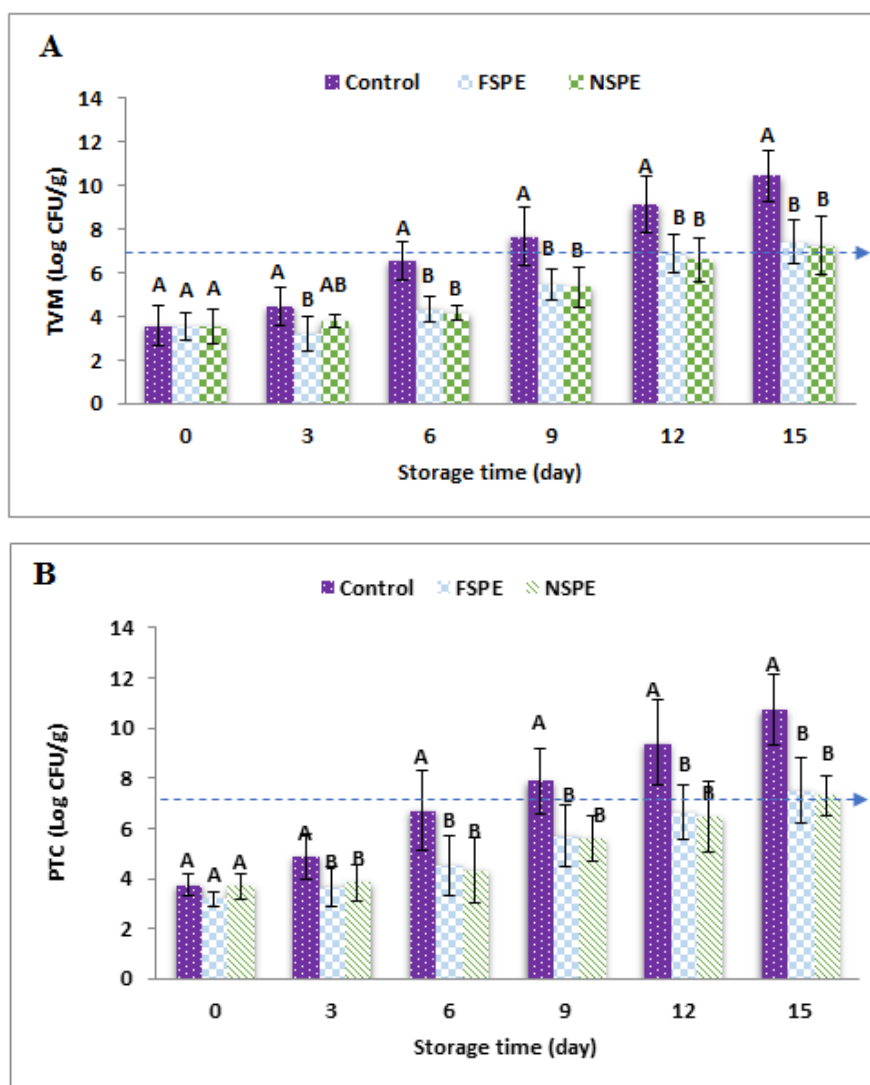 A
Control FSPE NSPE
14
12
10
8
6
4
2
0
TVM (Log CFU/g)
A A A
A B AB
A B B
A B B
A B B
A B B
0 3 6 9 12 15
Storage time (day)
B
Control FSPE NSPE
14
12
10
8
6
4
2
0
PTC (Log CFU/g)
A A A
A B B
A B B
A B B
A B B
A B B
0 3 6 9 12 15
Storage time (day)